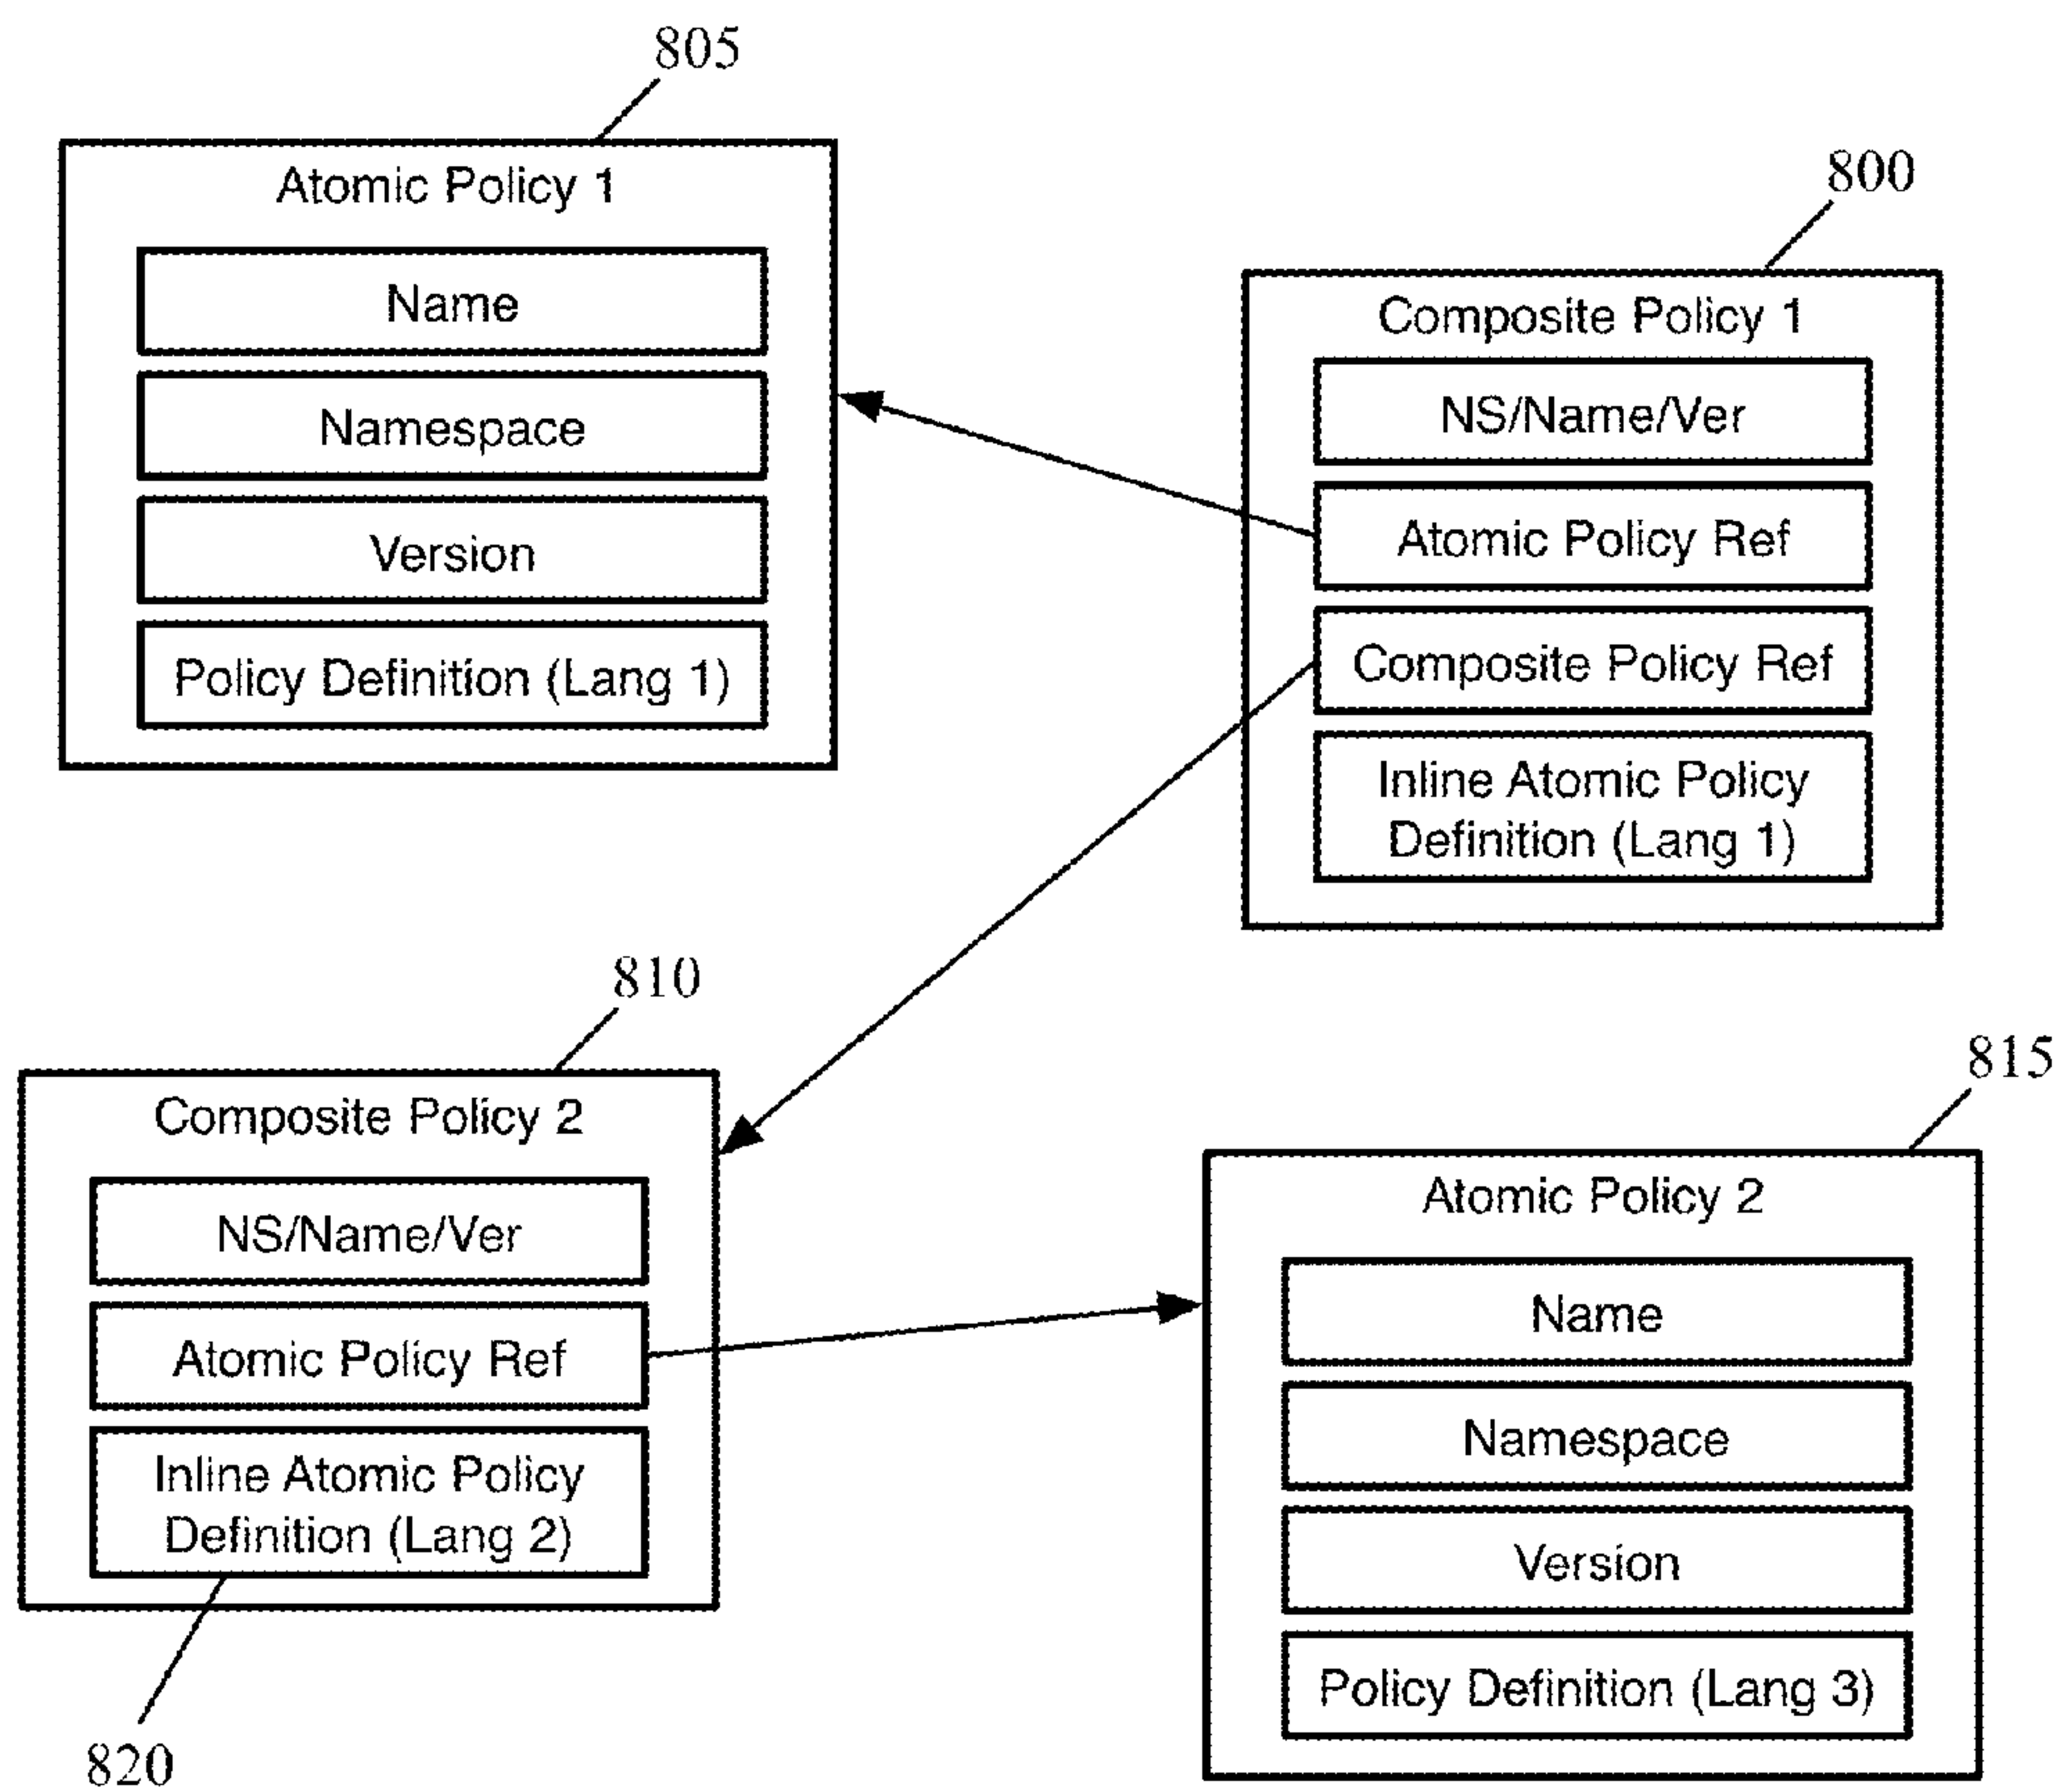 805
Atomic Policy 1
Name
Namespace
Version
Policy Definition (Lang 1)
800
Composite Policy 1
NS/Name/Ver
Atomic Policy Ref
Composite Policy Ref
Inline Atomic Policy
Definition (Lang 1)
810
Composite Policy 2
NS/Name/Ver
Atomic Policy Ref
Inline Atomic Policy
Definition (Lang 2)
820
815
Atomic Policy 2
Name
Namespace
Version
Policy Definition (Lang 3)